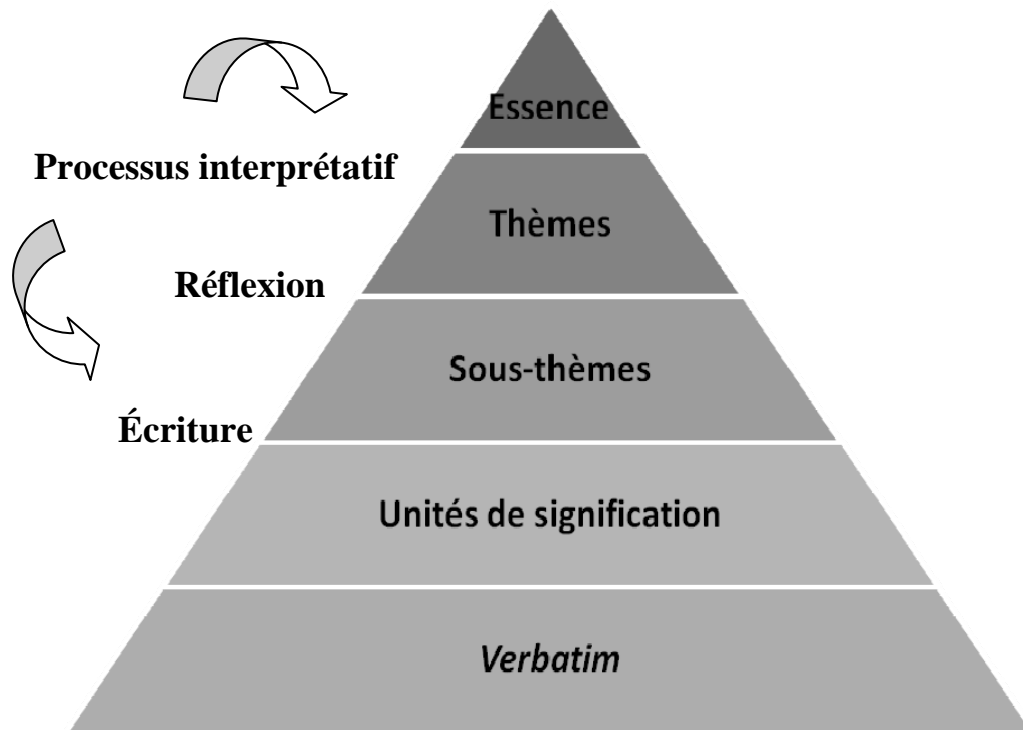 Essence
Processus interprétatif
Thèmes
Réflexion
Sous-thèmes
Écriture
Unités de signification
Verbatim